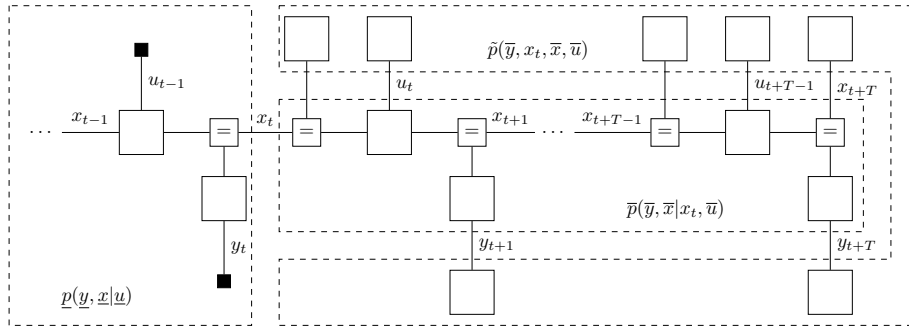 p̃(y̅, x_t, x̅, u̅)
u_{t−1} u_t u_{t+T−1} x_{t+T}
··· x_{t−1} = x_t = = x_{t+1} ··· x_{t+T−1} = =
p̅(y̅, x̅|x_t, u̅)
y_t y_{t+1} y_{t+T}
p̲(y̲, x̲|u̲)